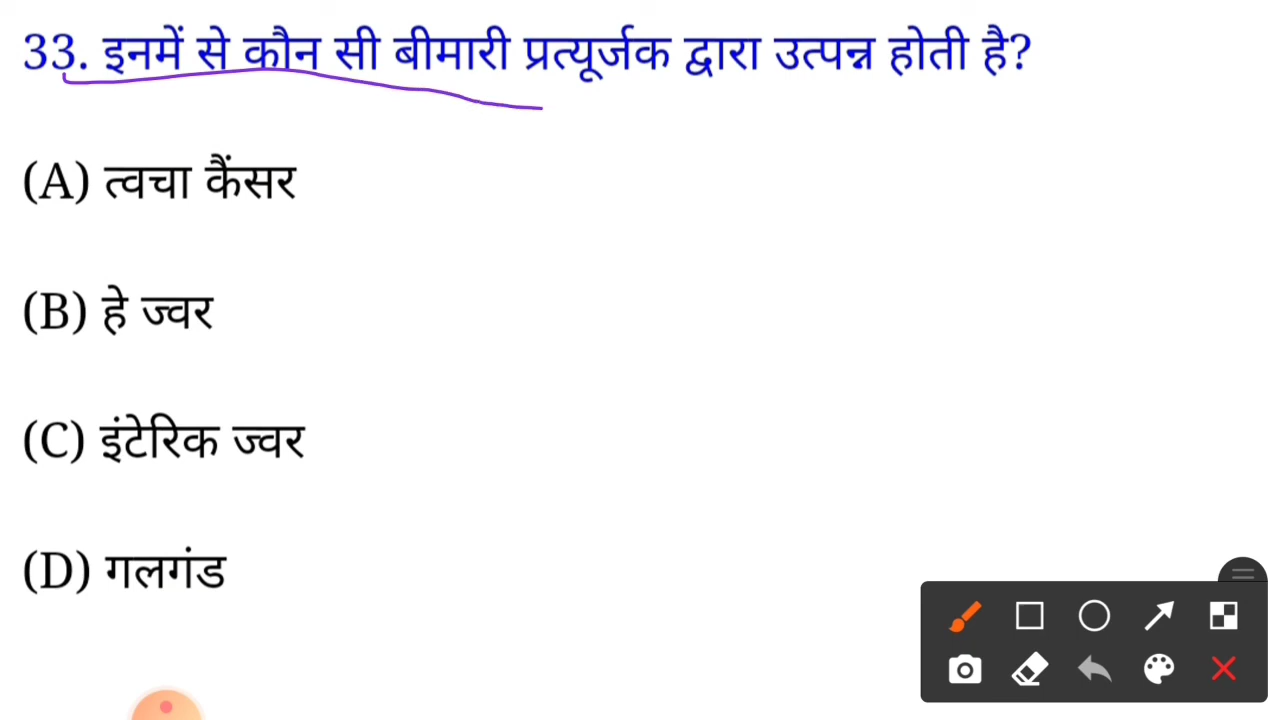 33. इनमें से कौन सी बीमारी प्रत्यूर्जक द्वारा उत्पन्न होती है?
(A) त्वचा कैंसर
(B) हे ज्वर
(C) इंटेरिक ज्वर
(D) गलगंड